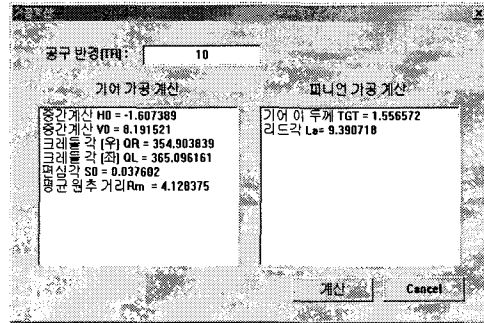 공구 반경(TR) : 10
기어 가공 계산
중간계산 H0 = -1.607389
중간계산 V0 = 8.191521
크레들 각 (우) QR = 354.903839
크레들 각 (좌) QL = 365.096161
편심각 S0 = 0.037602
평균 원추 거리Rm = 4.128375
피니언 가공 계산
기어 이 두께 TGT = 1.556572
리드각 La= 9.390718
계산
Cancel